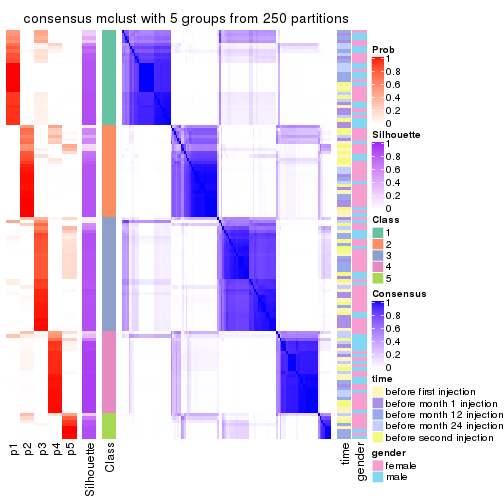 consensus mclust with 5 groups from 250 partitions
Prob
1
0.8
0.6
0.4
0.2
0
Silhouette
1
0.8
0.6
0.4
0.2
0
Class
1
2
3
4
5
Consensus
1
0.8
0.6
0.4
0.2
0
time
before first injection
before month 1 injection
before month 12 injection
before month 24 injection
before second injection
gender
female
male
p1
p2
p3
p4
p5
Silhouette
Class
time
gender